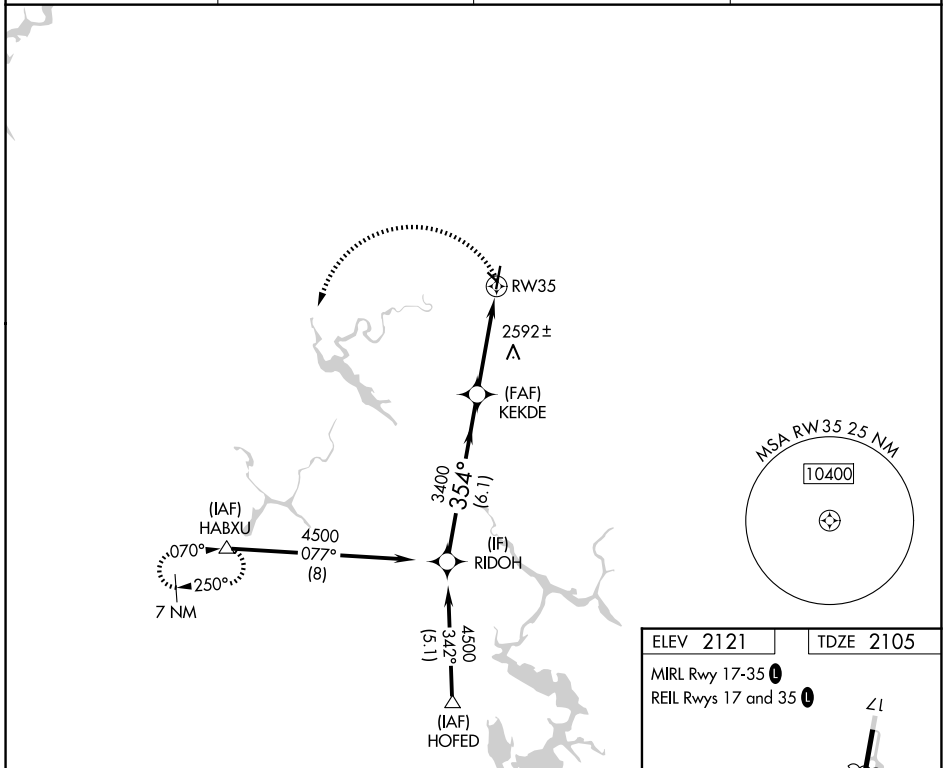 RW35
2592±
(FAF)
KEKDE
MSA RW35 25 NM
10400
3400
354°
(6.1)
(IAF)
HABXU
070°
250°
7 NM
4500
077°
(8)
(IF)
RIDOH
4500
342°
(5.1)
(IAF)
HOFED
ELEV 2121
TDZE 2105
MIRL Rwy 17-35 L
REIL Rwys 17 and 35 L
17